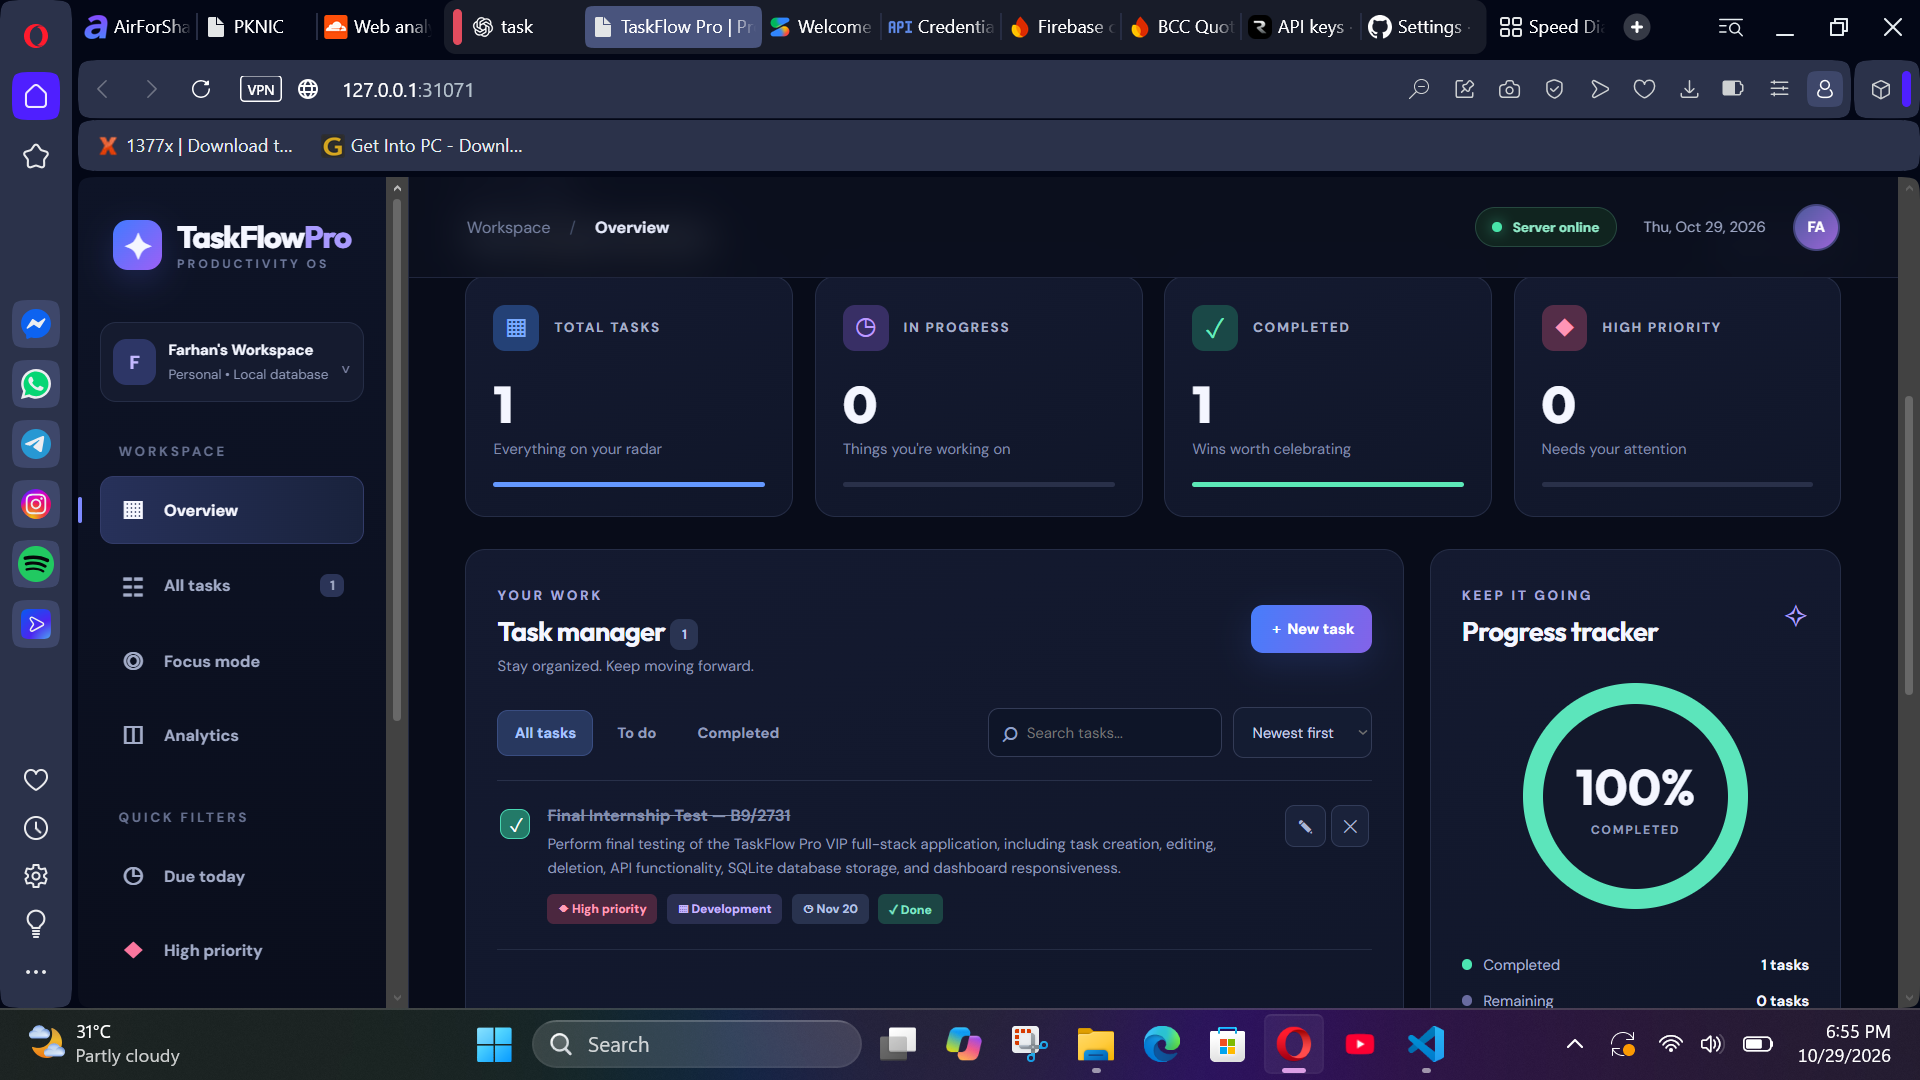 AirForSha
PKNIC
Web anal
task
TaskFlow Pro | Pr
Welcome
API Credentia
Firebase c
BCC Quot
API keys
Settings
Speed Dia
VPN
127.0.0.1:31071
1377x | Download t...
Get Into PC - Downl...
TaskFlowPro
PRODUCTIVITY OS
F
Farhan's Workspace
Personal • Local database
WORKSPACE
Overview
All tasks 1
Focus mode
Analytics
QUICK FILTERS
Due today
High priority
Workspace / Overview
Server online
Thu, Oct 29, 2026
FA
TOTAL TASKS
1
Everything on your radar
IN PROGRESS
0
Things you're working on
COMPLETED
1
Wins worth celebrating
HIGH PRIORITY
0
Needs your attention
YOUR WORK
Task manager 1
Stay organized. Keep moving forward.
+ New task
All tasks
To do
Completed
Search tasks...
Newest first
Final Internship Test — B9/2731
Perform final testing of the TaskFlow Pro VIP full-stack application, including task creation, editing,
deletion, API functionality, SQLite database storage, and dashboard responsiveness.
High priority
Development
Nov 20
✓ Done
KEEP IT GOING
Progress tracker
100%
COMPLETED
Completed 1 tasks
Remaining 0 tasks
31°C
Partly cloudy
Search
6:55 PM
10/29/2026